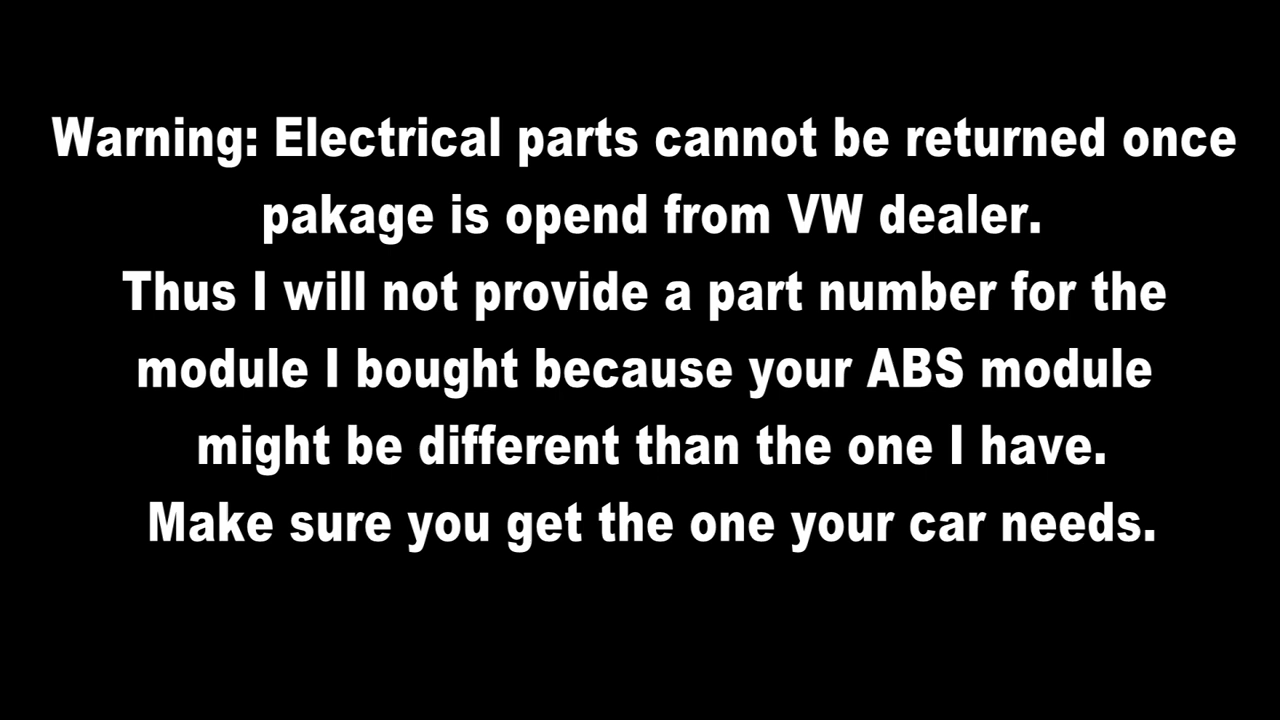 Warning: Electrical parts cannot be returned once
pakage is opend from VW dealer.
Thus I will not provide a part number for the
module I bought because your ABS module
might be different than the one I have.
Make sure you get the one your car needs.